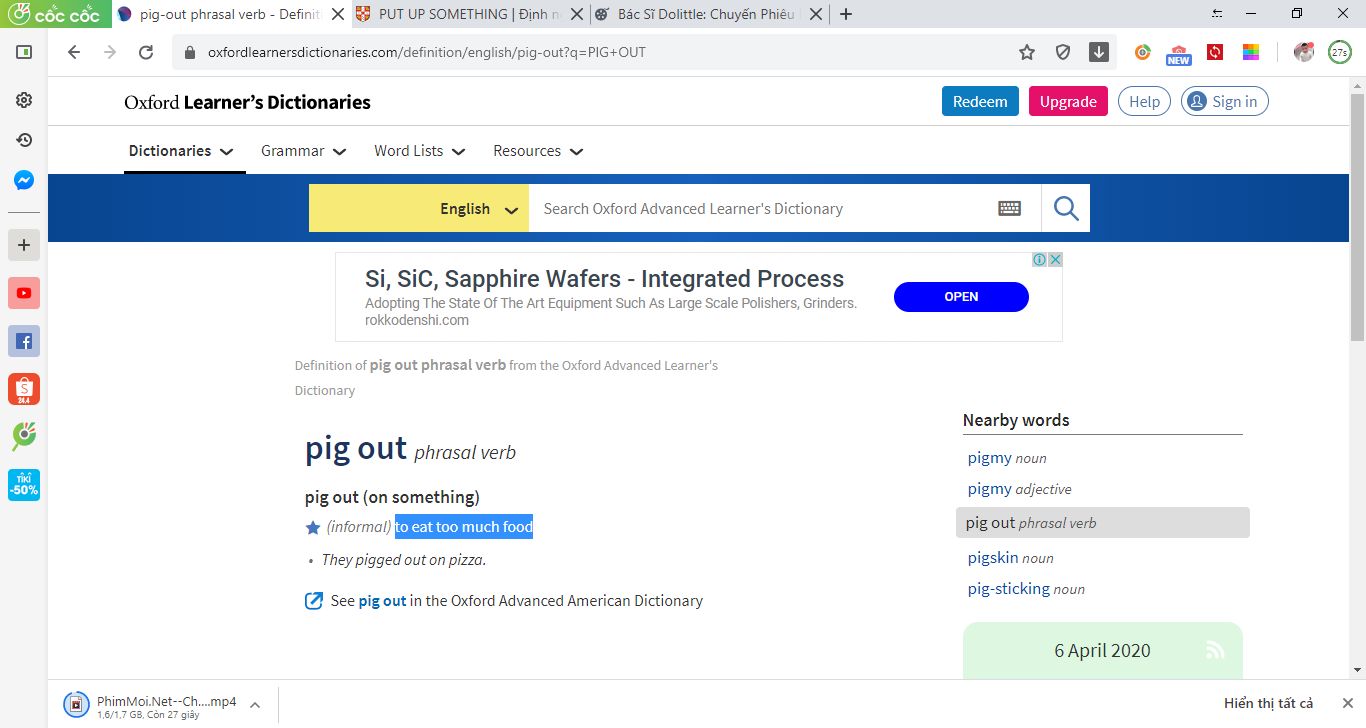 CỐC CỐC
pig-out phrasal verb - Definit
PUT UP SOMETHING | Định n
Bác Sĩ Dolittle: Chuyến Phiêu
oxfordlearnersdictionaries.com/definition/english/pig-out?q=PIG+OUT
NEW
27s
Oxford Learner's Dictionaries
Redeem
Upgrade
Help
Sign in
Dictionaries
Grammar
Word Lists
Resources
English
Search Oxford Advanced Learner's Dictionary
Si, SiC, Sapphire Wafers - Integrated Process
Adopting The State Of The Art Equipment Such As Large Scale Polishers, Grinders.
rokkodenshi.com
OPEN
Definition of pig out phrasal verb from the Oxford Advanced Learner's
Dictionary
pig out phrasal verb
pig out (on something)
(informal) to eat too much food
• They pigged out on pizza.
See pig out in the Oxford Advanced American Dictionary
Nearby words
pigmy noun
pigmy adjective
pig out phrasal verb
pigskin noun
pig-sticking noun
6 April 2020
S
24.4
TIKI
-50%
PhimMoi.Net--Ch....mp4
1,6/1,7 GB, Còn 27 giây
Hiển thị tất cả